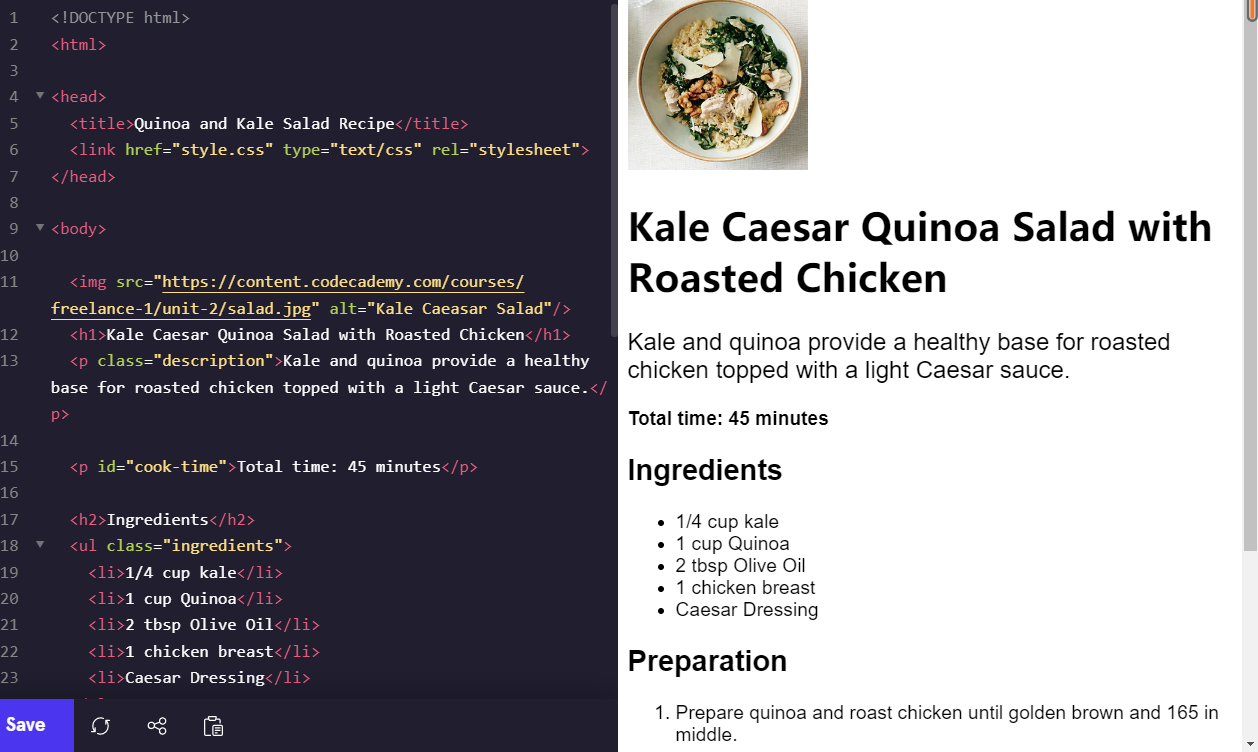 1 <!DOCTYPE html>
2 <html>
3
4 <head>
5 <title>Quinoa and Kale Salad Recipe</title>
6 <link href="style.css" type="text/css" rel="stylesheet">
7 </head>
8
9 <body>
10
11 <img src="https://content.codecademy.com/courses/
freelance-1/unit-2/salad.jpg" alt="Kale Caeasar Salad"/>
12 <h1>Kale Caesar Quinoa Salad with Roasted Chicken</h1>
13 <p class="description">Kale and quinoa provide a healthy
base for roasted chicken topped with a light Caesar sauce.</
p>
14
15 <p id="cook-time">Total time: 45 minutes</p>
16
17 <h2>Ingredients</h2>
18 <ul class="ingredients">
19 <li>1/4 cup kale</li>
20 <li>1 cup Quinoa</li>
21 <li>2 tbsp Olive Oil</li>
22 <li>1 chicken breast</li>
23 <li>Caesar Dressing</li>
Save
Kale Caesar Quinoa Salad with
Roasted Chicken
Kale and quinoa provide a healthy base for roasted
chicken topped with a light Caesar sauce.
Total time: 45 minutes
Ingredients
• 1/4 cup kale
• 1 cup Quinoa
• 2 tbsp Olive Oil
• 1 chicken breast
• Caesar Dressing
Preparation
1. Prepare quinoa and roast chicken until golden brown and 165 in
middle.